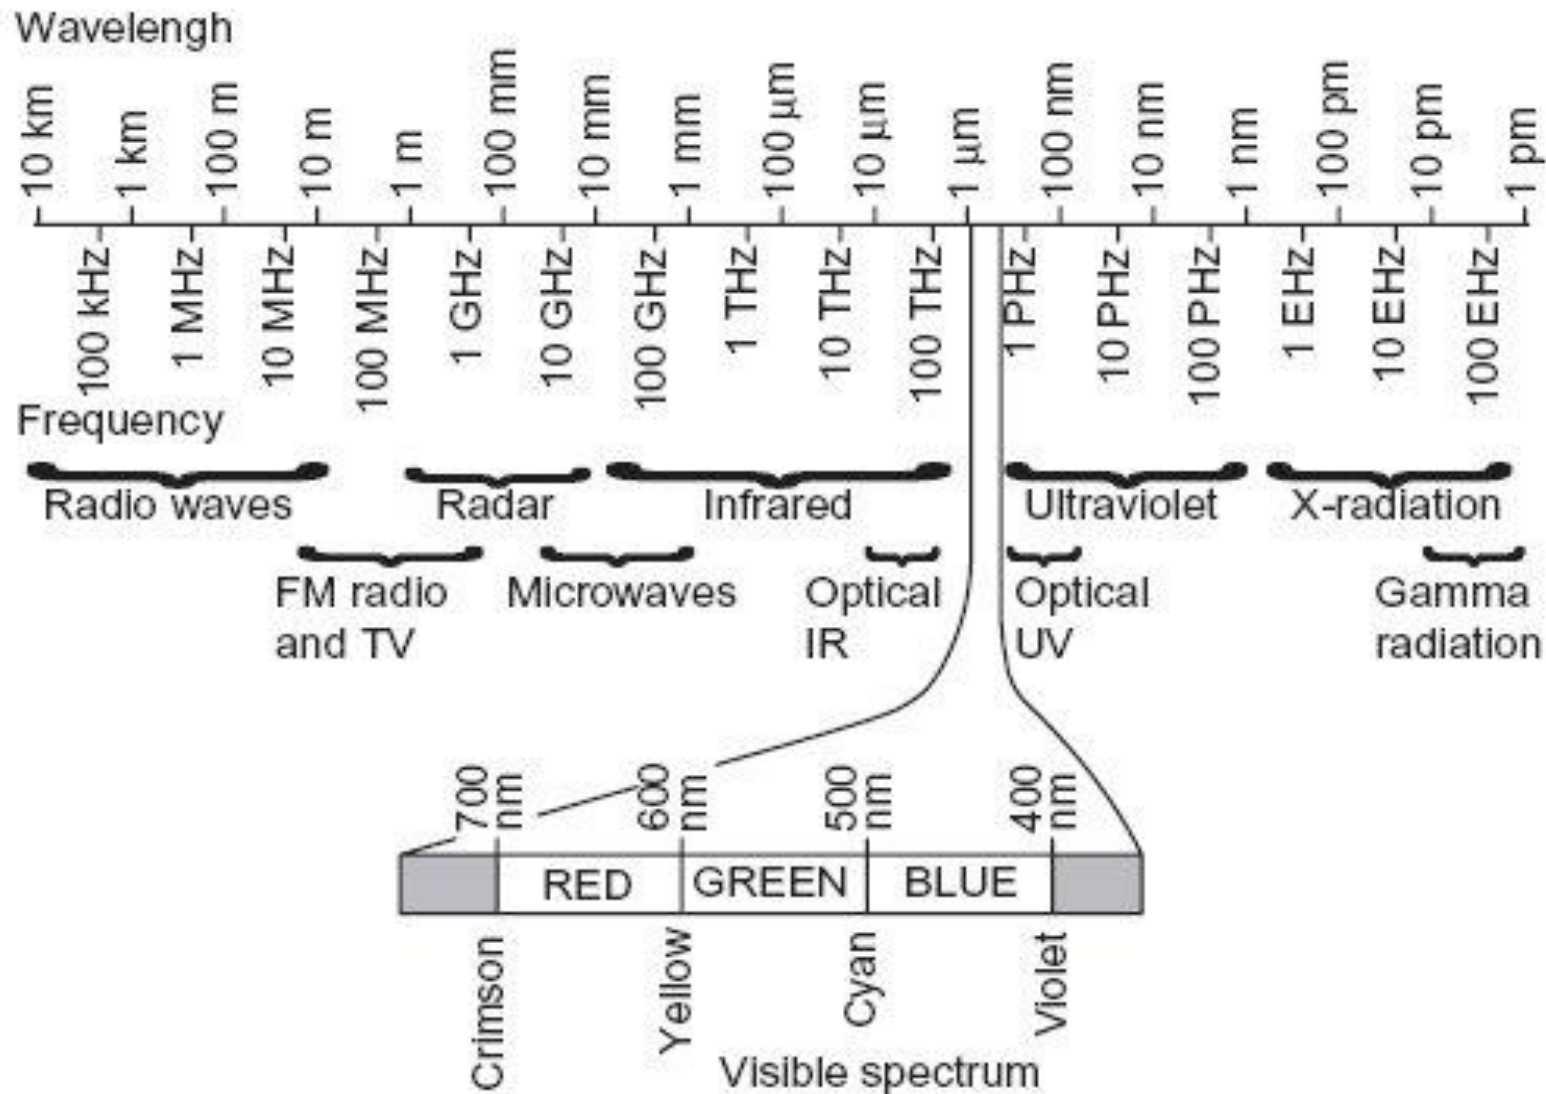 Wavelengh
10 km
1 km
100 m
10 m
1 m
100 mm
10 mm
1 mm
100 μm
10 μm
1 μm
100 nm
10 nm
1 nm
100 pm
10 pm
1 pm
100 kHz
1 MHz
10 MHz
100 MHz
1 GHz
10 GHz
100 GHz
1 THz
10 THz
100 THz
1 PHz
10 PHz
100 PHz
1 EHz
10 EHz
100 EHz
Frequency
Radio waves
Radar
Infrared
Ultraviolet
X-radiation
FM radio
and TV
Microwaves
Optical
IR
Optical
UV
Gamma
radiation
700
nm
600
nm
500
nm
400
nm
RED
GREEN
BLUE
Crimson
Yellow
Cyan
Violet
Visible spectrum